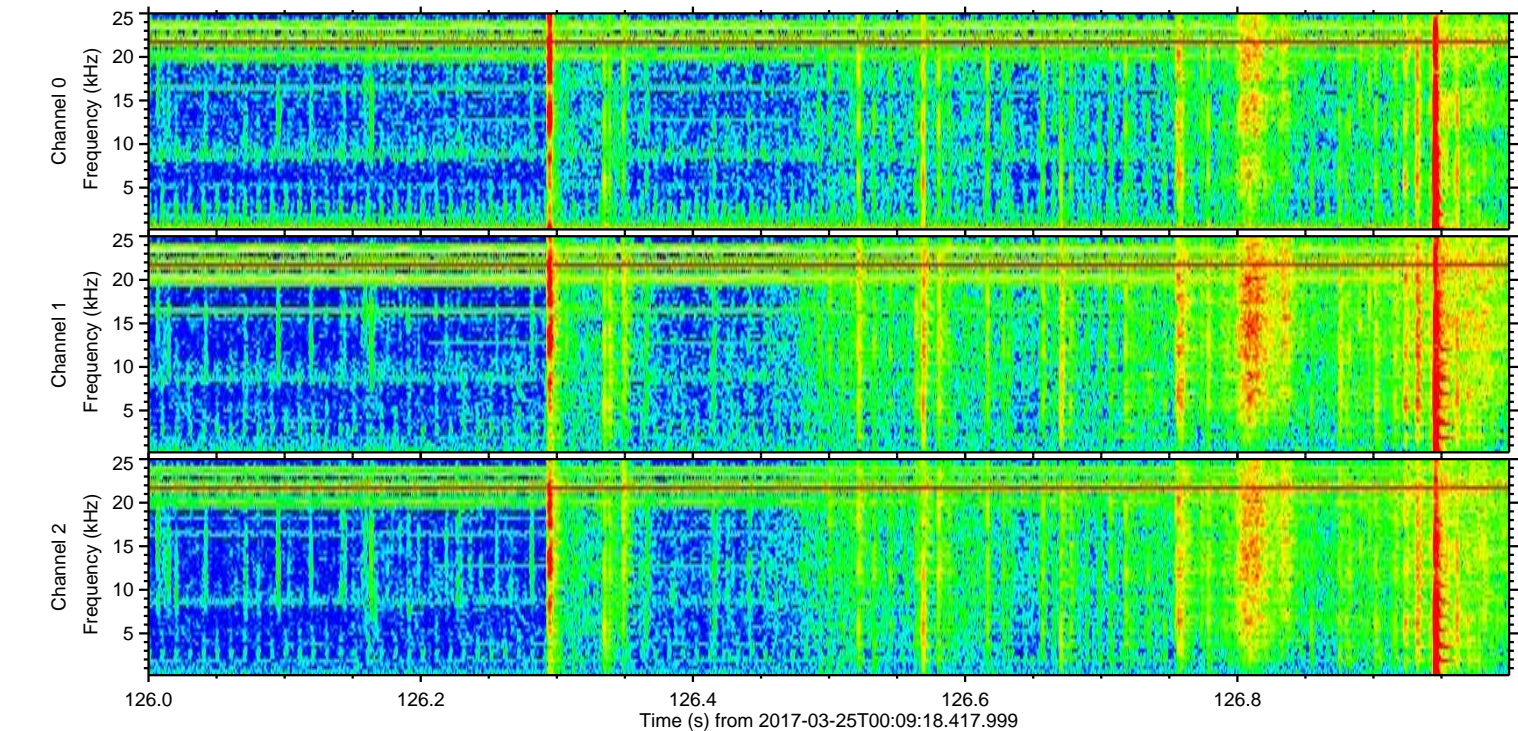 25
20
15
10
5
Channel 0
Frequency (kHz)
25
20
15
10
5
Channel 1
Frequency (kHz)
25
20
15
10
5
Channel 2
Frequency (kHz)
126.0 126.2 126.4 126.6 126.8
Time (s) from 2017-03-25T00:09:18.417.999